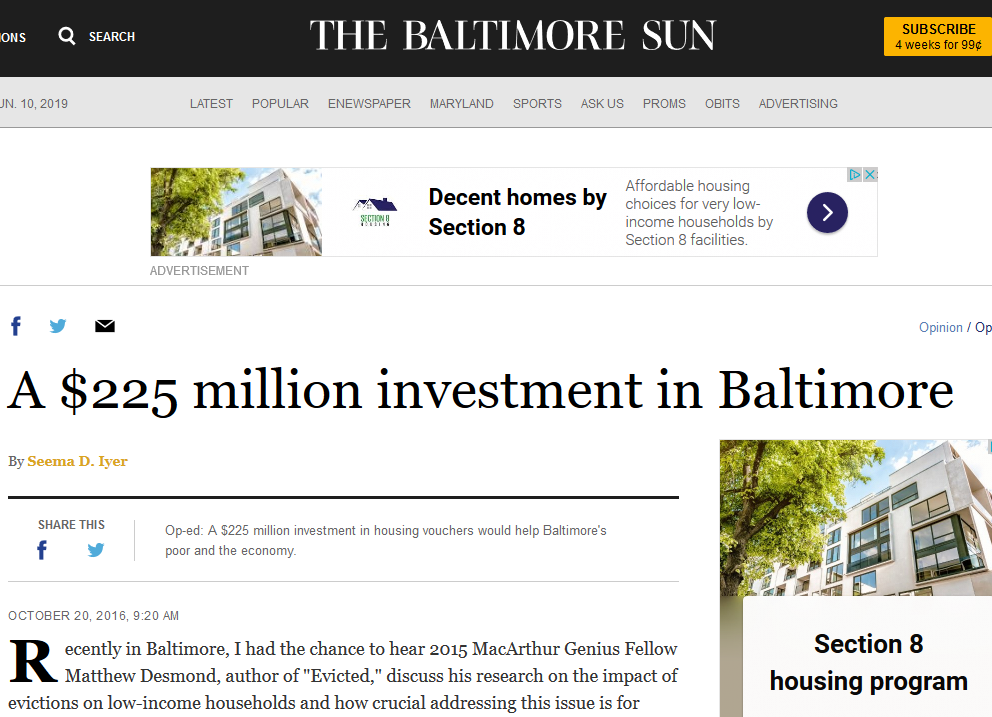 IONS
SEARCH
THE BALTIMORE SUN
SUBSCRIBE
4 weeks for 99¢
UN. 10, 2019
LATEST POPULAR ENEWSPAPER MARYLAND SPORTS ASK US PROMS OBITS ADVERTISING
SECTION 8
Decent homes by
Section 8
Affordable housing
choices for very low-
income households by
Section 8 facilities.
ADVERTISEMENT
Opinion / Op
A $225 million investment in Baltimore
By Seema D. Iyer
SHARE THIS
Op-ed: A $225 million investment in housing vouchers would help Baltimore's
poor and the economy.
OCTOBER 20, 2016, 9:20 AM
Recently in Baltimore, I had the chance to hear 2015 MacArthur Genius Fellow
Matthew Desmond, author of "Evicted," discuss his research on the impact of
evictions on low-income households and how crucial addressing this issue is for
Section 8
housing program